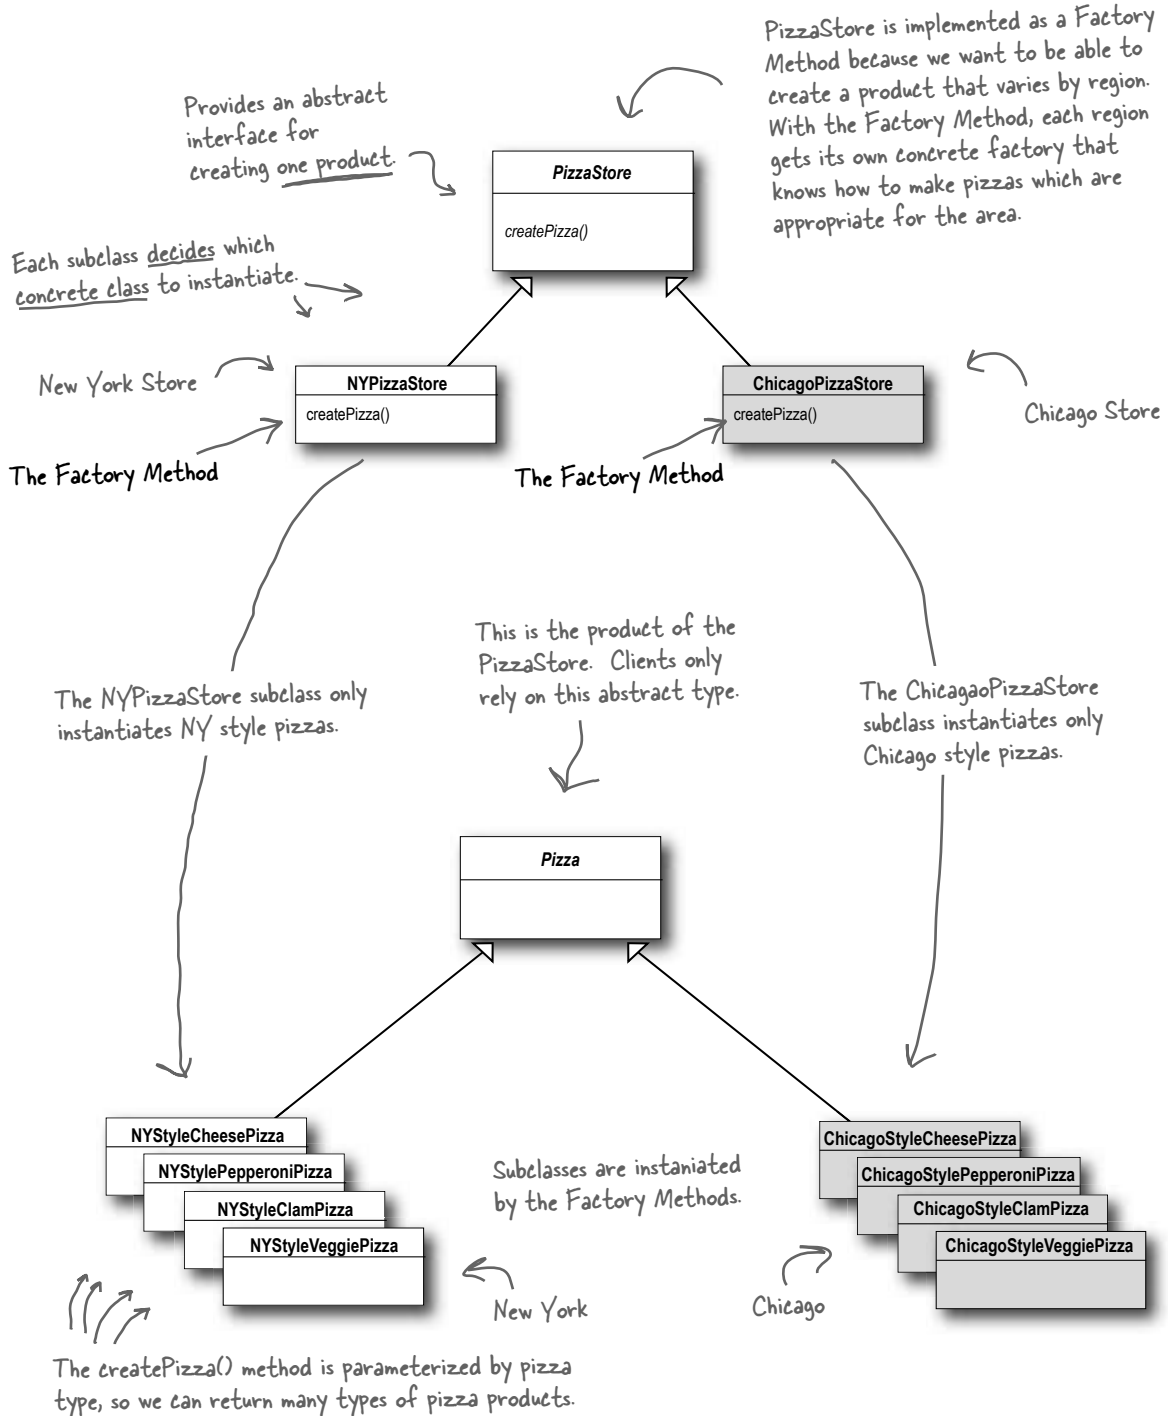 PizzaStore is implemented as a Factory
Method because we want to be able to
create a product that varies by region.
With the Factory Method, each region
gets its own concrete factory that
knows how to make pizzas which are
appropriate for the area.
Provides an abstract
interface for
creating one product.
PizzaStore
createPizza()
Each subclass decides which
concrete class to instantiate.
New York Store
NYPizzaStore
createPizza()
The Factory Method
ChicagoPizzaStore
createPizza()
Chicago Store
The Factory Method
This is the product of the
PizzaStore. Clients only
rely on this abstract type.
The NYPizzaStore subclass only
instantiates NY style pizzas.
The ChicagaoPizzaStore
subclass instantiates only
Chicago style pizzas.
Pizza
NYStyleCheesePizza
NYStylePepperoniPizza
NYStyleClamPizza
NYStyleVeggiePizza
Subclasses are instaniated
by the Factory Methods.
ChicagoStyleCheesePizza
ChicagoStylePepperoniPizza
ChicagoStyleClamPizza
ChicagoStyleVeggiePizza
New York
Chicago
The createPizza() method is parameterized by pizza
type, so we can return many types of pizza products.